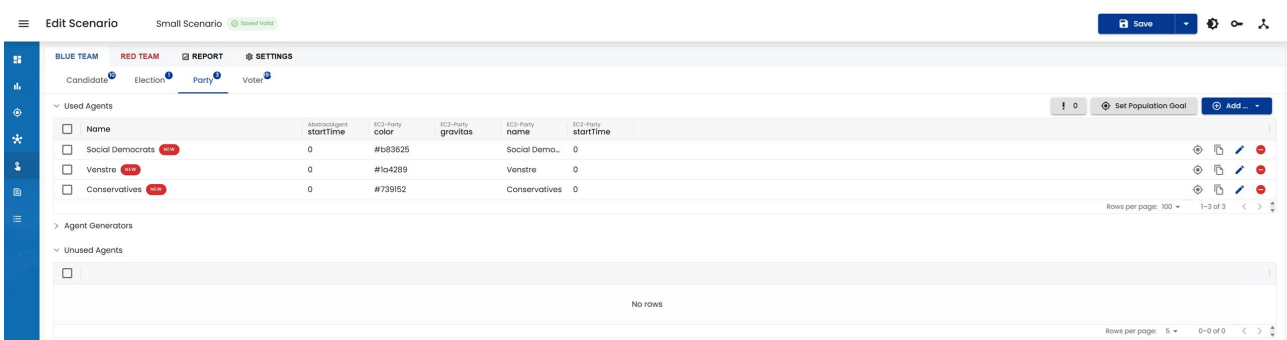 Edit Scenario Small Scenario Saved Valid Save
BLUE TEAM RED TEAM REPORT SETTINGS
Candidate 10 Election 1 Party 3 Voter
Used Agents ! 0 Set Population Goal Add ...
Name AbstractAgent startTime EC2-Party color EC2-Party gravitas EC2-Party name EC2-Party startTime
Social Democrats NEW 0 #b83625 Social Demo... 0
Venstre NEW 0 #1a4289 Venstre 0
Conservatives NEW 0 #739152 Conservatives 0
Rows per page: 100 1–3 of 3
Agent Generators
Unused Agents
No rows
Rows per page: 5 0–0 of 0